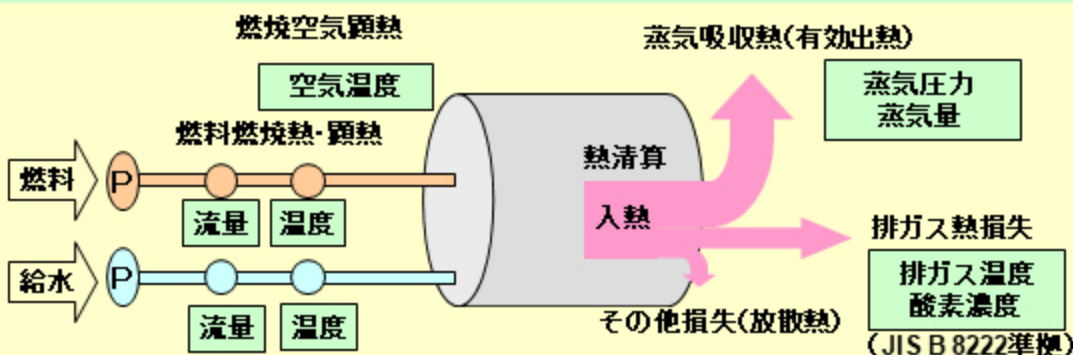 燃焼空気顕熱
空気温度
蒸気吸収熱(有効出熱)
蒸気圧力
蒸気量
燃料燃焼熱・顕熱
燃料
P
流量
温度
熱清算
入熱
排ガス熱損失
排ガス温度
酸素濃度
(JIS B 8222準拠)
給水
P
流量
温度
その他損失(放散熱)